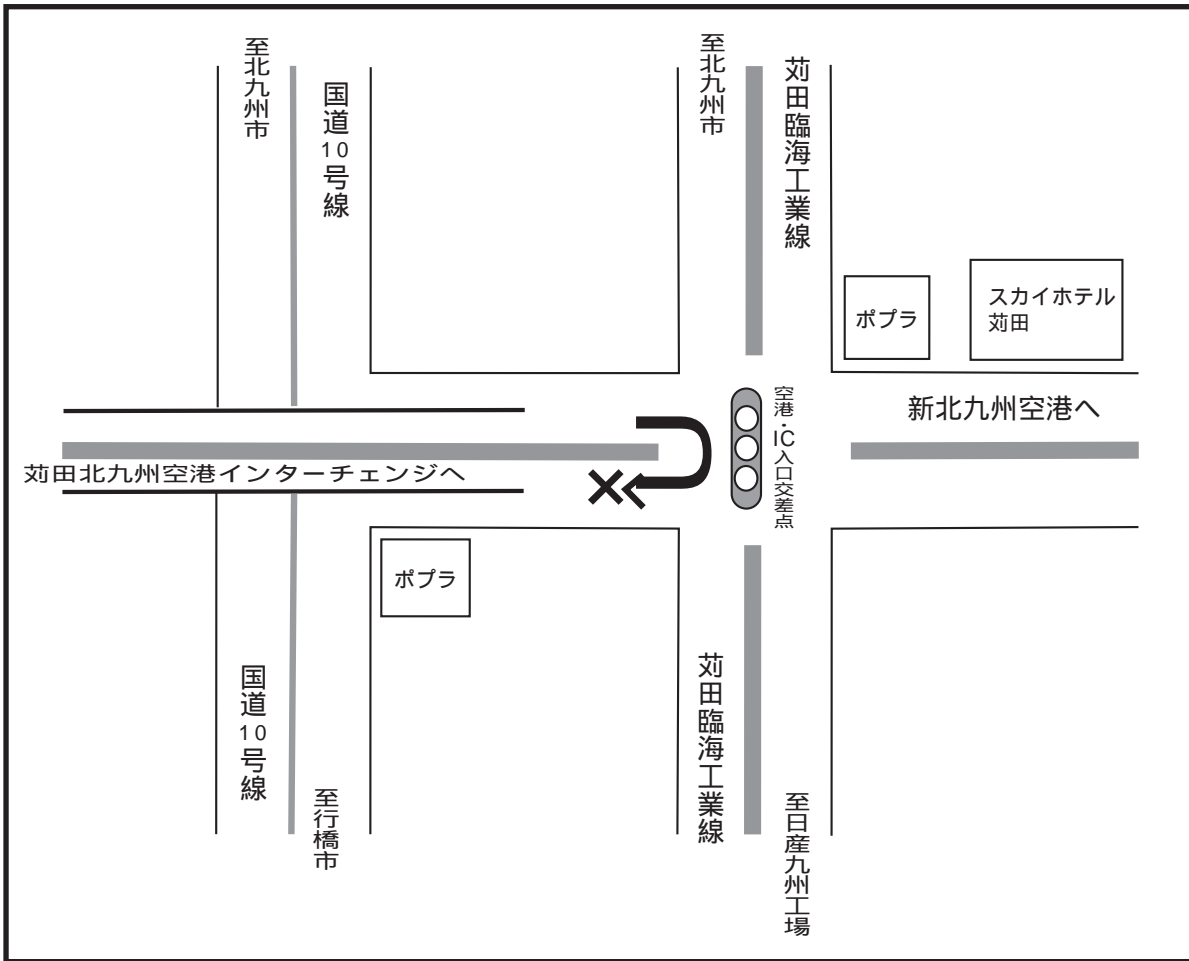 至北九州市
国道10号線
至北九州市
苅田臨海工業線
ポプラ
スカイホテル
苅田
空港・IC入口交差点
新北九州空港へ
苅田北九州空港インターチェンジへ
ポプラ
国道10号線
至行橋市
苅田臨海工業線
至日産九州工場